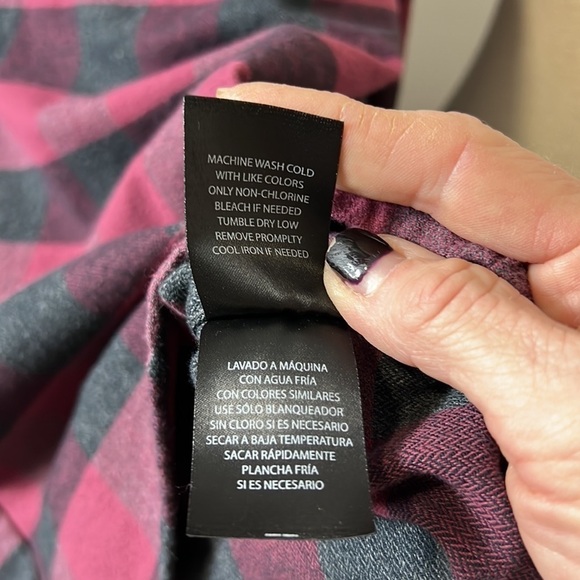 MACHINE WASH COLD
WITH LIKE COLORS
ONLY NON-CHLORINE
BLEACH IF NEEDED
TUMBLE DRY LOW
REMOVE PROMPLTY
COOL IRON IF NEEDED
LAVADO A MÁQUINA
CON AGUA FRÍA
CON COLORES SIMILARES
USE SÓLO BLANQUEADOR
SIN CLORO SI ES NECESARIO
SECAR A BAJA TEMPERATURA
SACAR RÁPIDAMENTE
PLANCHA FRÍA
SI ES NECESARIO